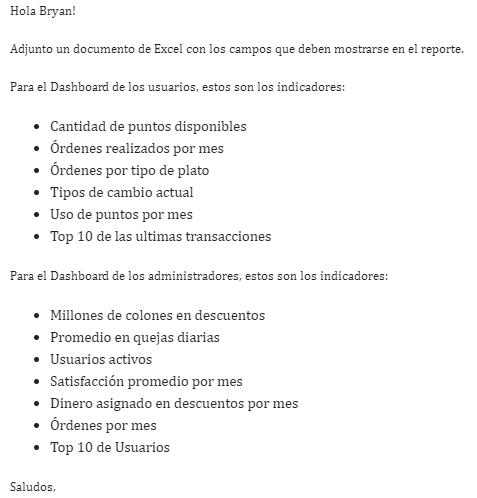 Hola Bryan!
Adjunto un documento de Excel con los campos que deben mostrarse en el reporte.
Para el Dashboard de los usuarios, estos son los indicadores:
• Cantidad de puntos disponibles
• Órdenes realizados por mes
• Órdenes por tipo de plato
• Tipos de cambio actual
• Uso de puntos por mes
• Top 10 de las ultimas transacciones
Para el Dashboard de los administradores, estos son los indicadores:
• Millones de colones en descuentos
• Promedio en quejas diarias
• Usuarios activos
• Satisfacción promedio por mes
• Dinero asignado en descuentos por mes
• Órdenes por mes
• Top 10 de Usuarios
Saludos,